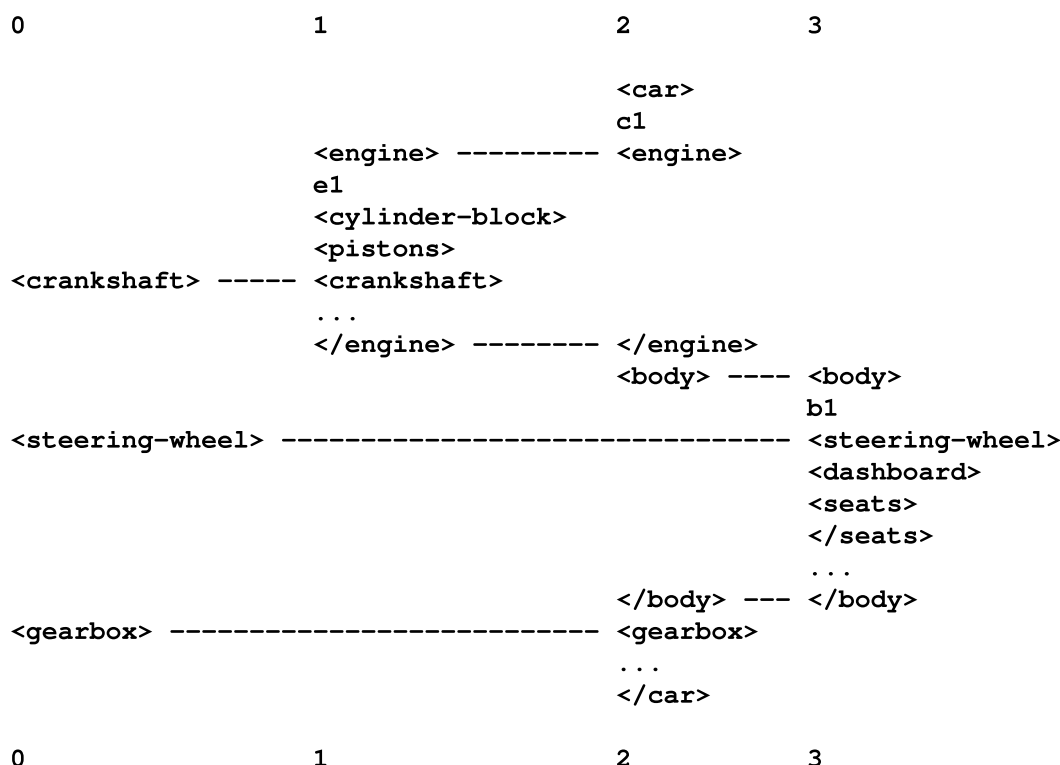 0 1 2 3
<car>
c1
<engine> --------- <engine>
e1
<cylinder-block>
<pistons>
<crankshaft> ----- <crankshaft>
...
</engine> -------- </engine>
<body> ---- <body>
b1
<steering-wheel> -------------------------------- <steering-wheel>
<dashboard>
<seats>
</seats>
...
</body> --- </body>
<gearbox> --------------------------- <gearbox>
...
</car>
0 1 2 3